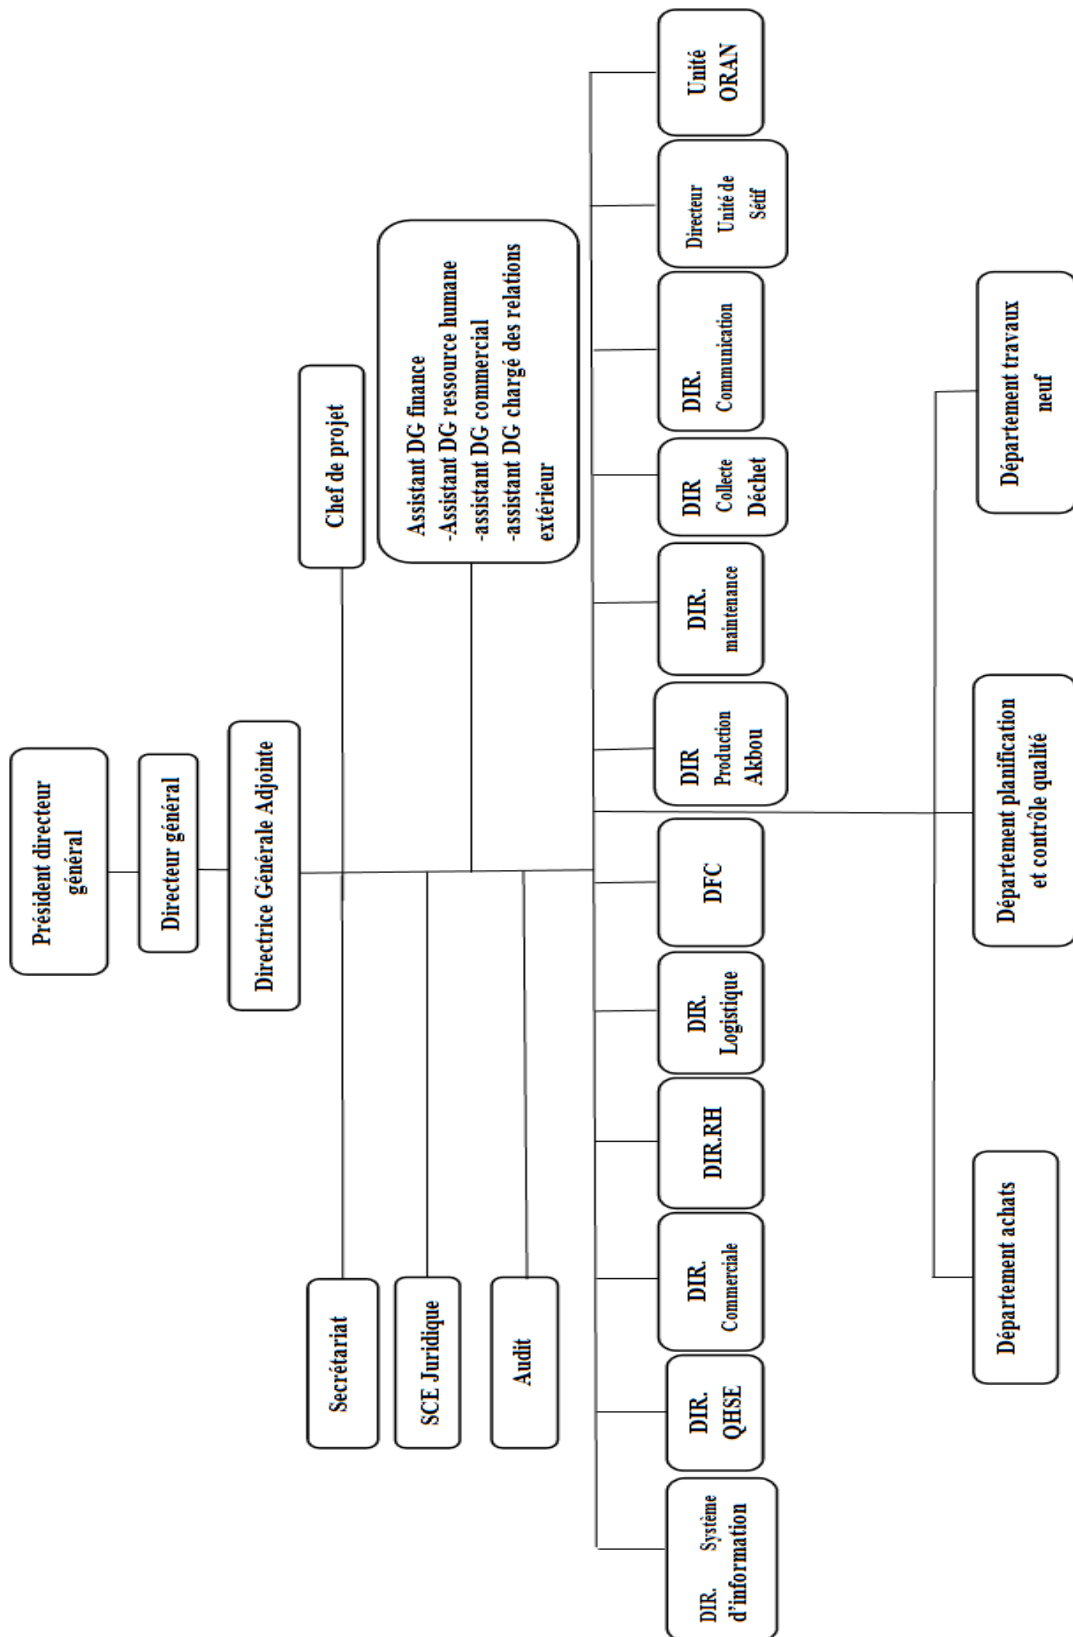 Président directeur
général
Directeur général
Directrice Générale Adjointe
Secrétariat
Chef de projet
SCE Juridique
Assistant DG finance
-Assistant DG ressource humane
-assistant DG commercial
-assistant DG chargé des relations
extérieur
Audit
DIR. Système
d'information
DIR.
QHSE
DIR.
Commerciale
DIR.RH
DIR.
Logistique
DFC
DIR
Production
Akbou
DIR.
maintenance
DIR
Collecte
Déchet
DIR.
Communication
Directeur
Unité de
Sétif
Unité
ORAN
Département achats
Département planification
et contrôle qualité
Département travaux
neuf